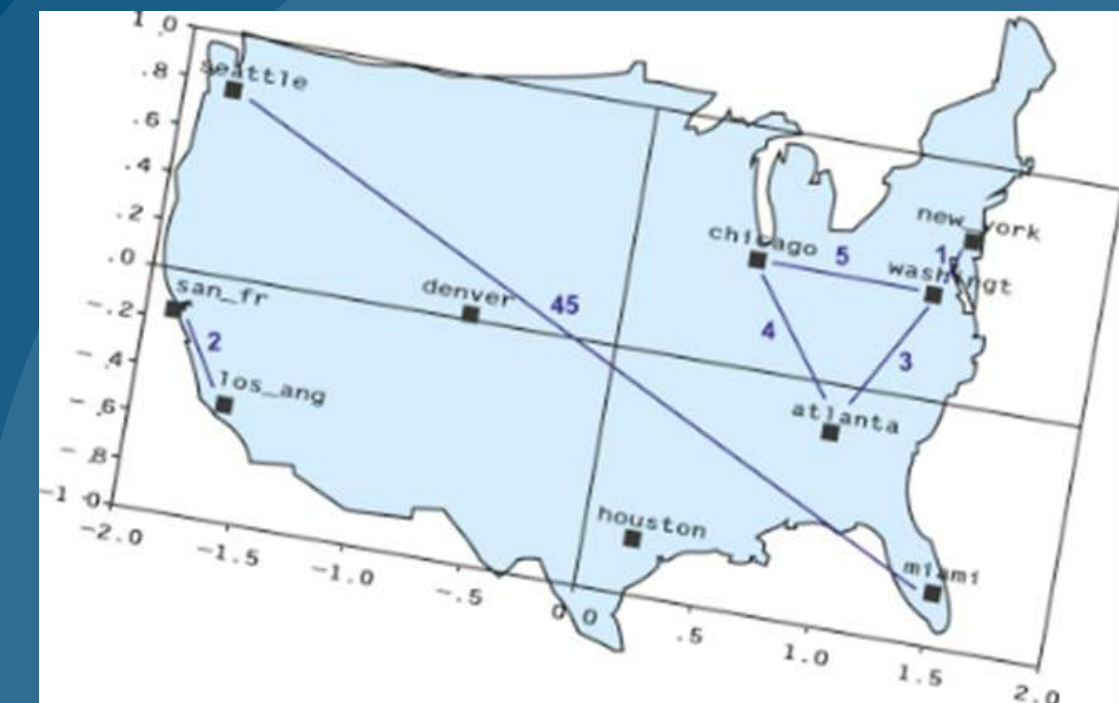 1.0
.8
.6
.4
.2
.0
-.2
-.4
-.6
-.8
-1 0
-2.0
-1.5
-1.0
-.5
0 0
.5
1.0
1.5
2.0
seattle
san_fr
los_ang
denver
houston
chicago
new_york
washingt
atlanta
miami
45
2
5
1
4
3